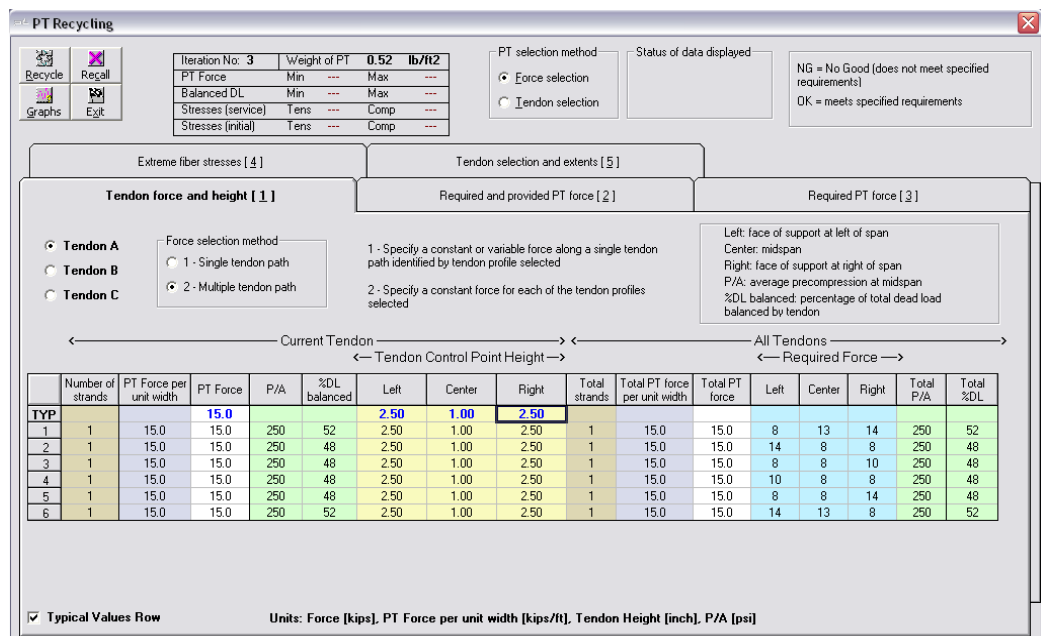 PT Recycling
Recycle Recall
Graphs Exit
Iteration No: 3 Weight of PT 0.52 lb/ft2
PT Force Min --- Max ---
Balanced DL Min --- Max ---
Stresses (service) Tens --- Comp ---
Stresses (initial) Tens --- Comp ---
PT selection method
Force selection
Tendon selection
Status of data displayed
NG = No Good (does not meet specified
requirements)
OK = meets specified requirements
Extreme fiber stresses [ 4 ] Tendon selection and extents [ 5 ]
Tendon force and height [ 1 ] Required and provided PT force [ 2 ] Required PT force [ 3 ]
Tendon A
Tendon B
Tendon C
Force selection method
1 - Single tendon path
2 - Multiple tendon path
1 - Specify a constant or variable force along a single tendon
path identified by tendon profile selected
2 - Specify a constant force for each of the tendon profiles
selected
Left: face of support at left of span
Center: midspan
Right: face of support at right of span
P/A: average precompression at midspan
%DL balanced: percentage of total dead load
balanced by tendon
<--- Current Tendon ---> <--- All Tendons --->
<— Tendon Control Point Height —> <— Required Force —>
Number of strands PT Force per unit width PT Force P/A %DL balanced Left Center Right Total strands Total PT force per unit width Total PT force Left Center Right Total P/A Total %DL
TYP 15.0 2.50 1.00 2.50
1 1 15.0 15.0 250 52 2.50 1.00 2.50 1 15.0 15.0 8 13 14 250 52
2 1 15.0 15.0 250 48 2.50 1.00 2.50 1 15.0 15.0 14 8 8 250 48
3 1 15.0 15.0 250 48 2.50 1.00 2.50 1 15.0 15.0 8 8 10 250 48
4 1 15.0 15.0 250 48 2.50 1.00 2.50 1 15.0 15.0 10 8 8 250 48
5 1 15.0 15.0 250 48 2.50 1.00 2.50 1 15.0 15.0 8 8 14 250 48
6 1 15.0 15.0 250 52 2.50 1.00 2.50 1 15.0 15.0 14 13 8 250 52
Typical Values Row Units: Force [kips], PT Force per unit width [kips/ft], Tendon Height [inch], P/A [psi]